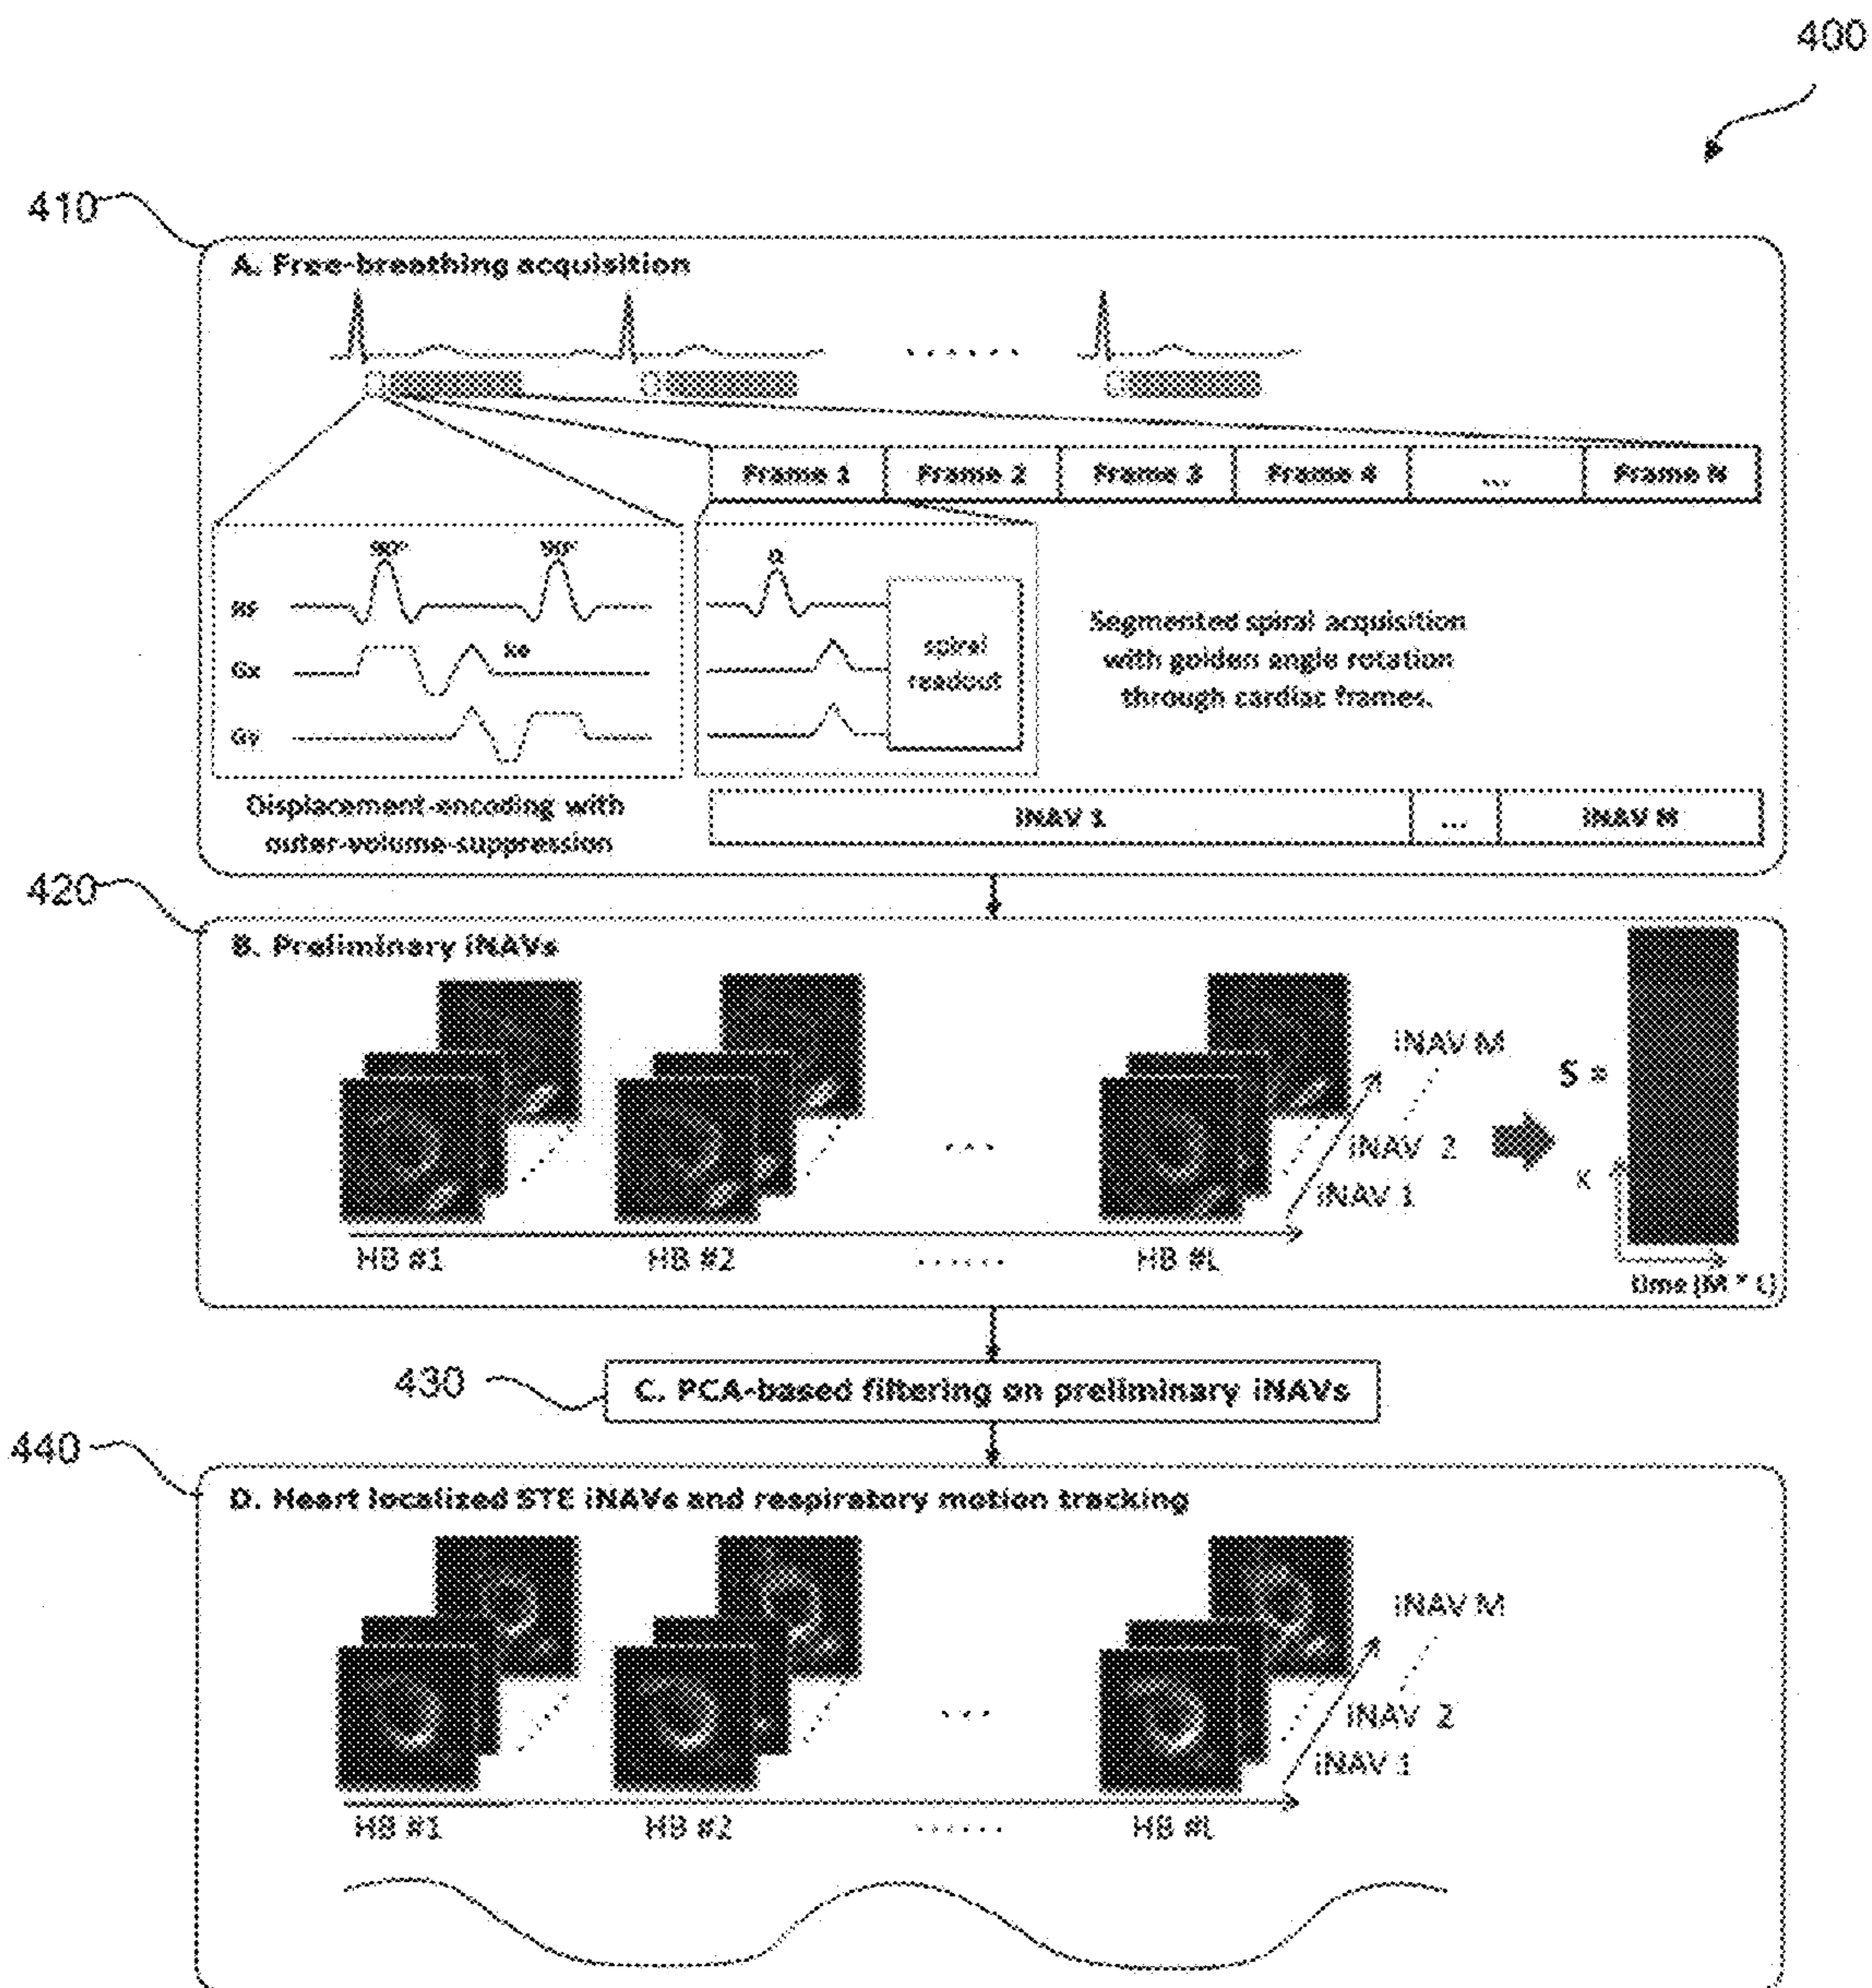 400
410
A. Free-breathing acquisition
Frame 1 Frame 2 Frame 3 Frame 4 ... Frame N
90° 90° α
RF
ke
Gx
Gy
spiral
readout
Segmented spiral acquisition
with golden angle rotation
through cardiac frames.
Displacement-encoding with
outer-volume-suppression
iNAV 1 ... iNAV M
420
B. Preliminary iNAVs
iNAV M
S =
iNAV 2
K
iNAV 1
HB #1 HB #2 ...... HB #L
time (M * L)
430
C. PCA-based filtering on preliminary iNAVs
440
D. Heart localized STE iNAVs and respiratory motion tracking
iNAV M
iNAV 2
iNAV 1
HB #1 HB #2 ...... HB #L